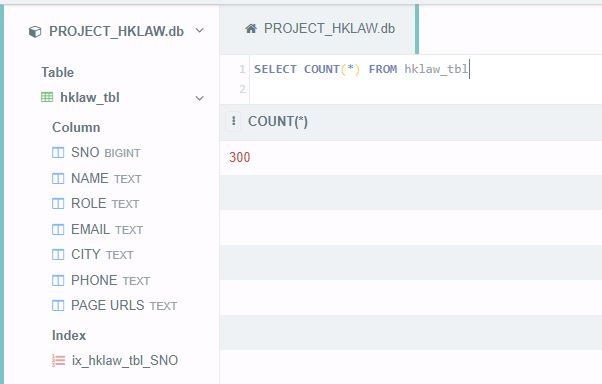 PROJECT_HKLAW.db
Table
hklaw_tbl
Column
SNO BIGINT
NAME TEXT
ROLE TEXT
EMAIL TEXT
CITY TEXT
PHONE TEXT
PAGE URLS TEXT
Index
ix_hklaw_tbl_SNO
PROJECT_HKLAW.db
1 SELECT COUNT(*) FROM hklaw_tbl
2
COUNT(*)
300